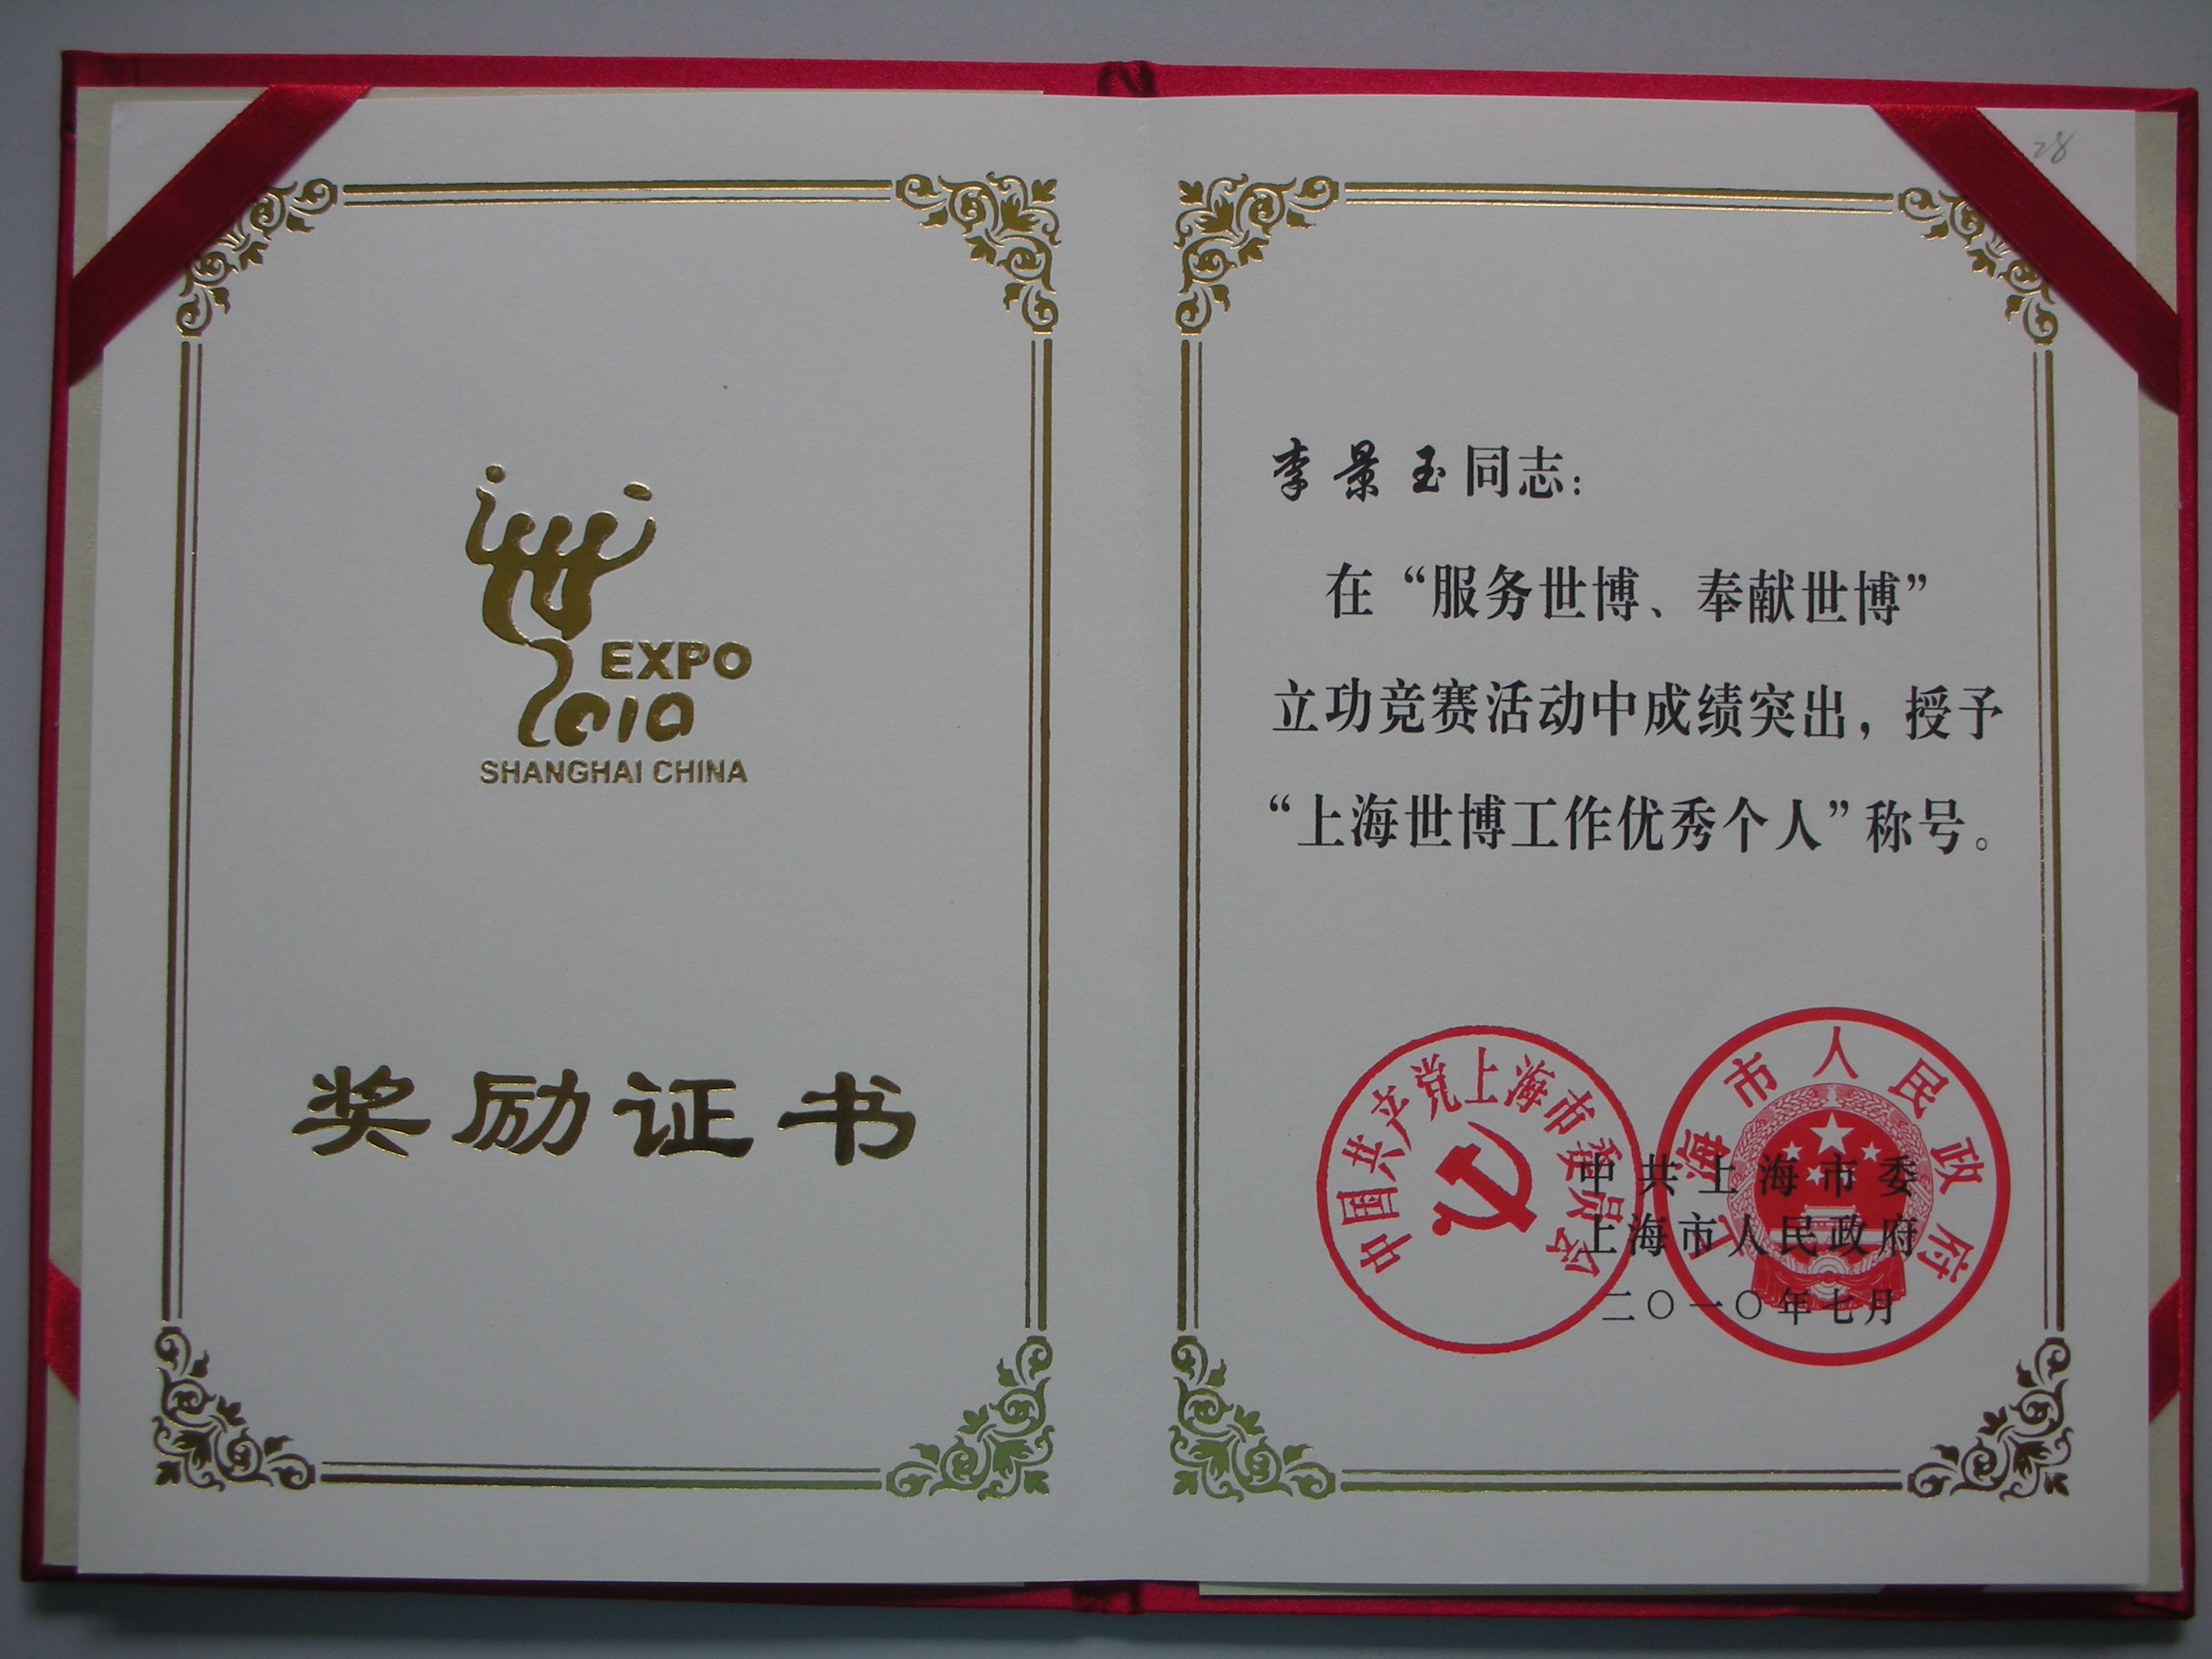 EXPO
2010
SHANGHAI CHINA
奖励证书
28
李景玉同志：
在“服务世博、奉献世博”
立功竞赛活动中成绩突出，授予
“上海世博工作优秀个人”称号。
中国共产党上海市委员会
上海市人民政府
中共上海市委
上海市人民政府
二〇一〇年七月